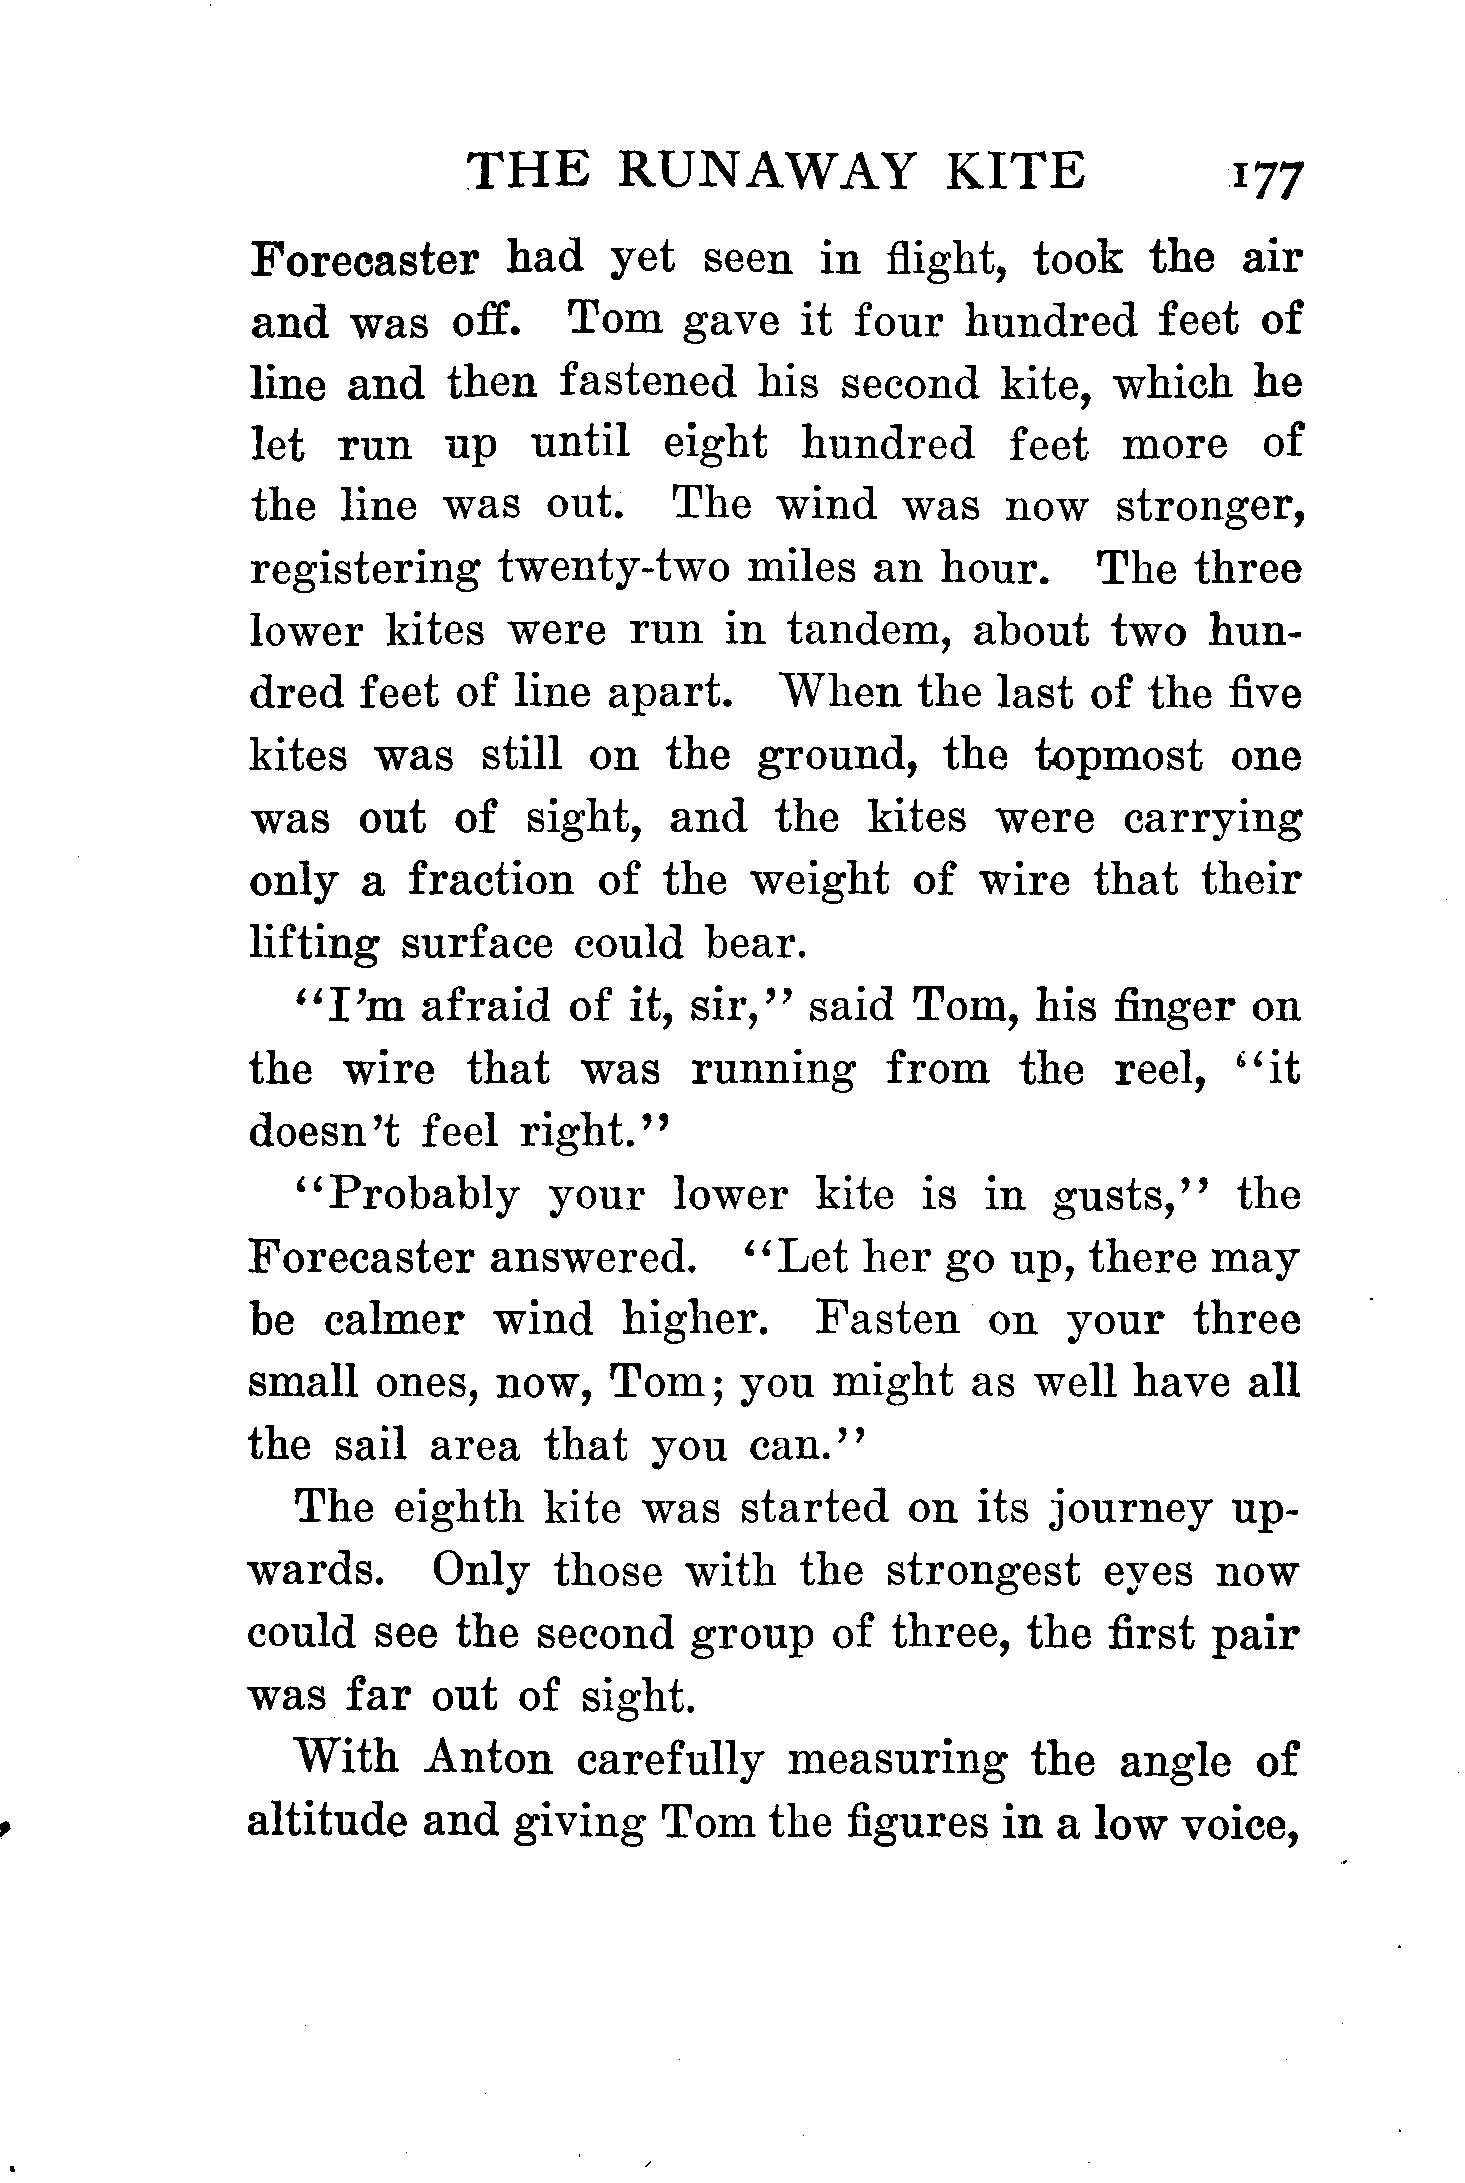 THE RUNAWAY KITE 177
Forecaster had yet seen in flight, took the air
and was off. Tom gave it four hundred feet of
line and then fastened his second kite, which he
let run up until eight hundred feet more of
the line was out. The wind was now stronger,
registering twenty-two miles an hour. The three
lower kites were run in tandem, about two hun-
dred feet of line apart. When the last of the five
kites was still on the ground, the topmost one
was out of sight, and the kites were carrying
only a fraction of the weight of wire that their
lifting surface could bear.
“I’m afraid of it, sir,” said Tom, his finger on
the wire that was running from the reel, “it
doesn’t feel right.”
“Probably your lower kite is in gusts,” the
Forecaster answered. “Let her go up, there may
be calmer wind higher. Fasten on your three
small ones, now, Tom; you might as well have all
the sail area that you can.”
The eighth kite was started on its journey up-
wards. Only those with the strongest eyes now
could see the second group of three, the first pair
was far out of sight.
With Anton carefully measuring the angle of
altitude and giving Tom the figures in a low voice,